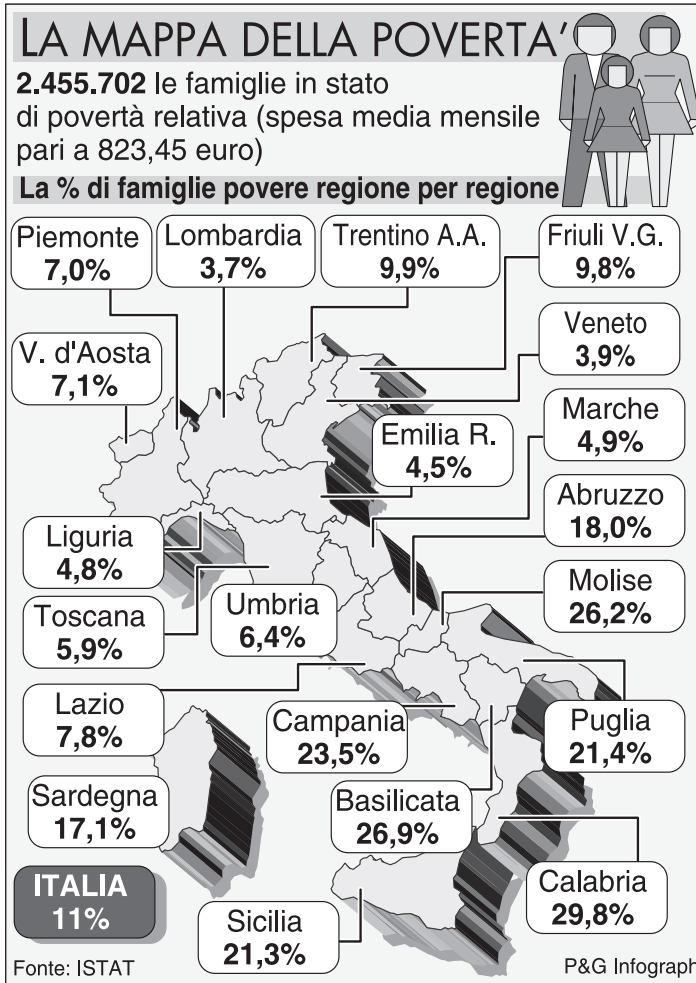 LA MAPPA DELLA POVERTA'
2.455.702 le famiglie in stato
di povertà relativa (spesa media mensile
pari a 823,45 euro)
La % di famiglie povere regione per regione
Piemonte
7,0%
Lombardia
3,7%
Trentino A.A.
9,9%
Friuli V.G.
9,8%
V. d'Aosta
7,1%
Veneto
3,9%
Emilia R.
4,5%
Marche
4,9%
Abruzzo
18,0%
Liguria
4,8%
Molise
26,2%
Toscana
5,9%
Umbria
6,4%
Lazio
7,8%
Campania
23,5%
Puglia
21,4%
Sardegna
17,1%
Basilicata
26,9%
ITALIA
11%
Sicilia
21,3%
Calabria
29,8%
Fonte: ISTAT
P&G Infograph